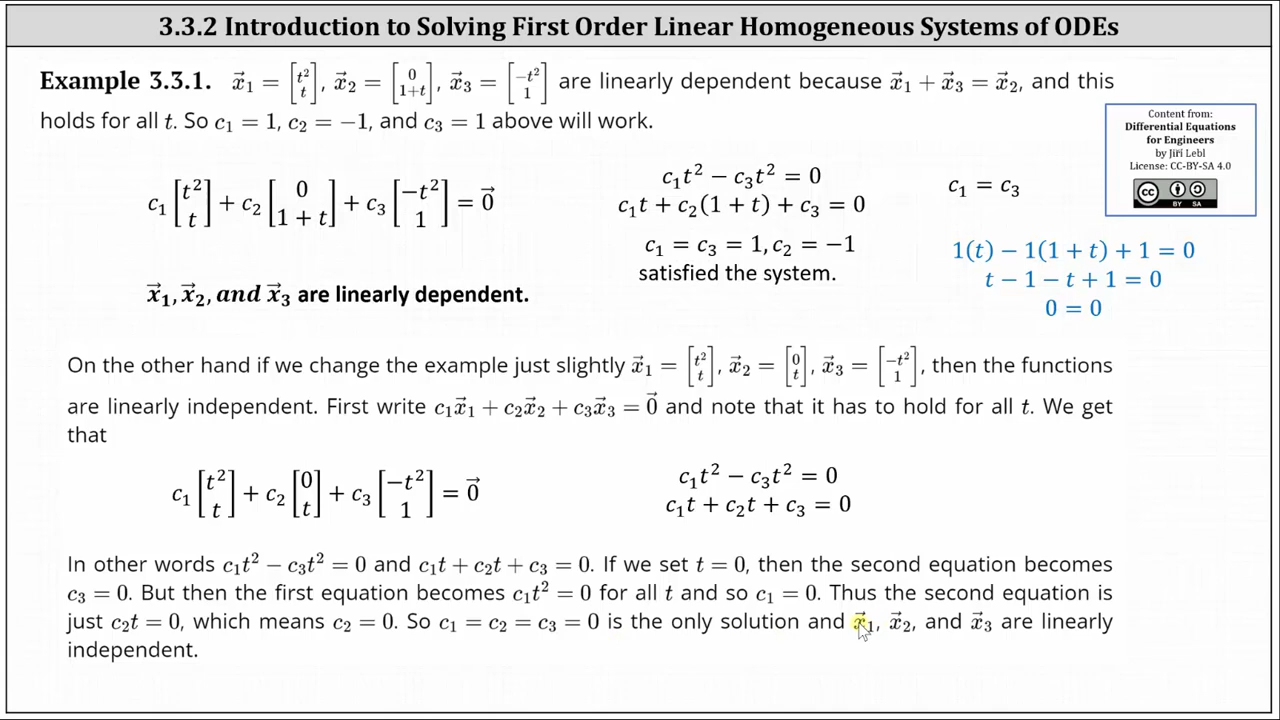 3.3.2 Introduction to Solving First Order Linear Homogeneous Systems of ODEs
Example 3.3.1. x⃗₁ = [t² ; t], x⃗₂ = [0 ; 1+t], x⃗₃ = [−t² ; 1] are linearly dependent because x⃗₁ + x⃗₃ = x⃗₂, and this
holds for all t. So c₁ = 1, c₂ = −1, and c₃ = 1 above will work.
Content from:
Differential Equations
for Engineers
by Jiří Lebl
License: CC-BY-SA 4.0
cc BY SA
c₁ [t² ; t] + c₂ [0 ; 1 + t] + c₃ [−t² ; 1] = 0⃗
c₁t² − c₃t² = 0
c₁t + c₂(1 + t) + c₃ = 0
c₁ = c₃ = 1, c₂ = −1
satisfied the system.
c₁ = c₃
1(t) − 1(1 + t) + 1 = 0
t − 1 − t + 1 = 0
0 = 0
x⃗₁, x⃗₂, and x⃗₃ are linearly dependent.
On the other hand if we change the example just slightly x⃗₁ = [t² ; t], x⃗₂ = [0 ; t], x⃗₃ = [−t² ; 1], then the functions
are linearly independent. First write c₁x⃗₁ + c₂x⃗₂ + c₃x⃗₃ = 0⃗ and note that it has to hold for all t. We get
that
c₁ [t² ; t] + c₂ [0 ; t] + c₃ [−t² ; 1] = 0⃗
c₁t² − c₃t² = 0
c₁t + c₂t + c₃ = 0
In other words c₁t² − c₃t² = 0 and c₁t + c₂t + c₃ = 0. If we set t = 0, then the second equation becomes
c₃ = 0. But then the first equation becomes c₁t² = 0 for all t and so c₁ = 0. Thus the second equation is
just c₂t = 0, which means c₂ = 0. So c₁ = c₂ = c₃ = 0 is the only solution and x⃗₁, x⃗₂, and x⃗₃ are linearly
independent.